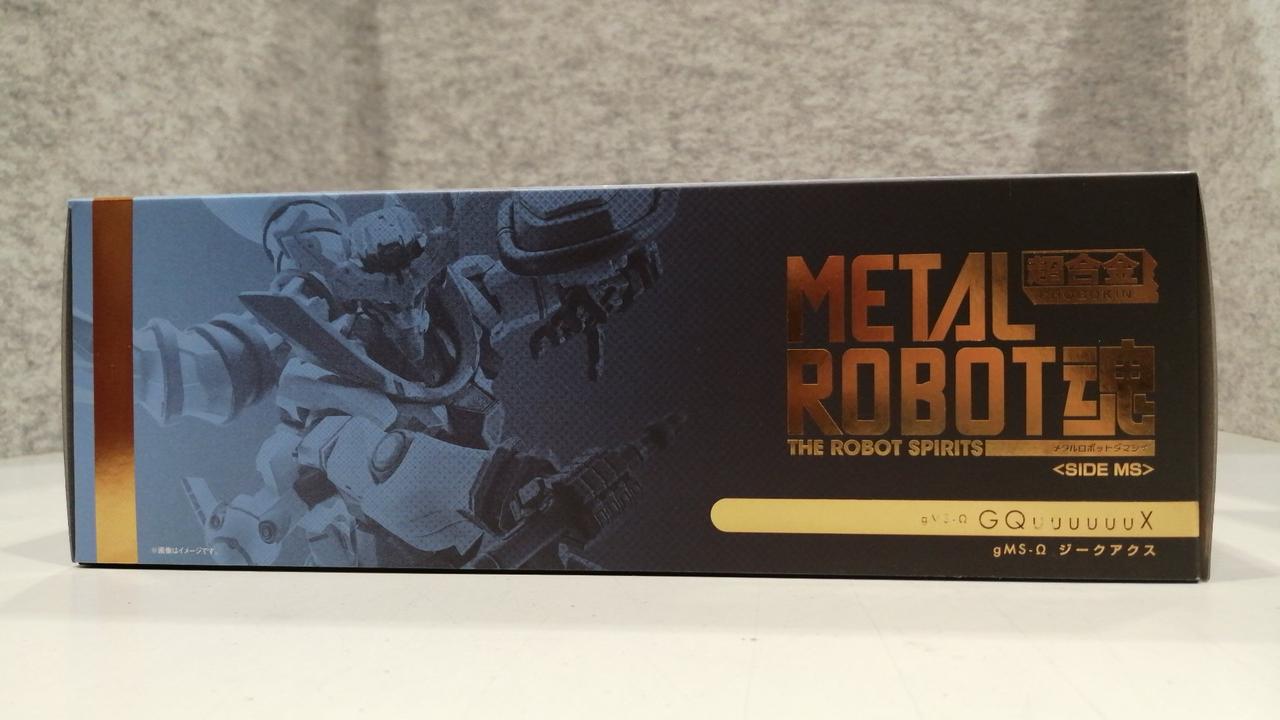 METAL 超合金
CHOGOKIN
ROBOT魂
THE ROBOT SPIRITS メタルロボットダマシイ
<SIDE MS>
gMS-Ω GQuuuuuuX
gMS-Ω ジークアクス
※画像はイメージです。